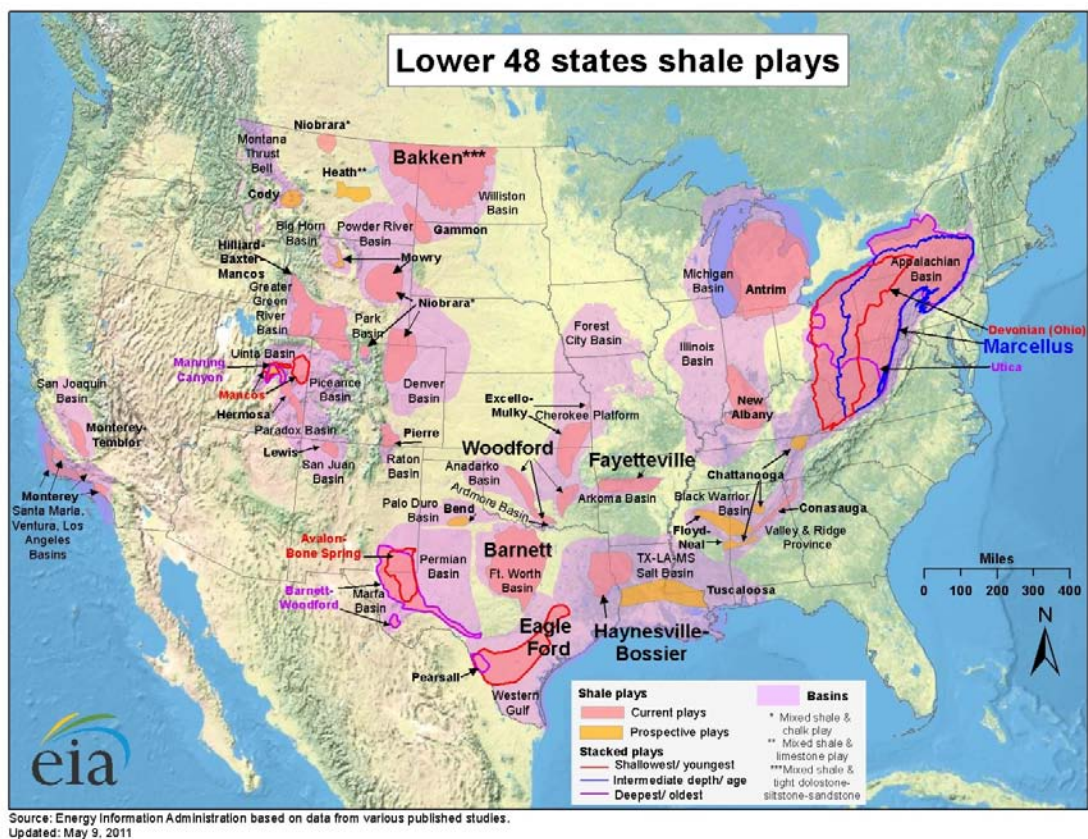 Lower 48 states shale plays
Niobrara*
Montana
Thrust
Belt
Bakken***
Heath**
Cody
Williston
Basin
Big Horn
Basin
Powder River
Basin
Gammon
Hilliard-
Baxter-
Mancos
Mowry
Greater
Green
River
Basin
Niobrara*
Park
Basin
Michigan
Basin
Antrim
Appalachian
Basin
Devonian (Ohio)
Marcellus
Utica
Forest
City Basin
Illinois
Basin
Uinta Basin
Manning
Canyon
Mancos
Piceance
Basin
Denver
Basin
Hermosa
San Joaquin
Basin
Monterey-
Temblor
Paradox Basin
Lewis
San Juan
Basin
Pierre
Raton
Basin
Excello-
Mulky
Cherokee Platform
New
Albany
Woodford
Anadarko
Basin
Fayetteville
Arkoma Basin
Ardmore Basin
Chattanooga
Black Warrior
Basin
Conasauga
Valley & Ridge
Province
Floyd-
Neal
Monterey
Santa Maria,
Ventura, Los
Angeles
Basins
Palo Duro
Basin
Bend
Avalon-
Bone Spring
Permian
Basin
Barnett
Ft. Worth
Basin
TX-LA-MS
Salt Basin
Tuscaloosa
Barnett-
Woodford
Marfa
Basin
Eagle
Ford
Haynesville-
Bossier
Pearsall
Western
Gulf
Miles
0 100 200 300 400
N
Shale plays
Current plays
Prospective plays
Stacked plays
Shallowest/ youngest
Intermediate depth/ age
Deepest/ oldest
Basins
* Mixed shale &
chalk play
** Mixed shale &
limestone play
***Mixed shale &
tight dolostone-
siltstone-sandstone
eia
Source: Energy Information Administration based on data from various published studies.
Updated: May 9, 2011